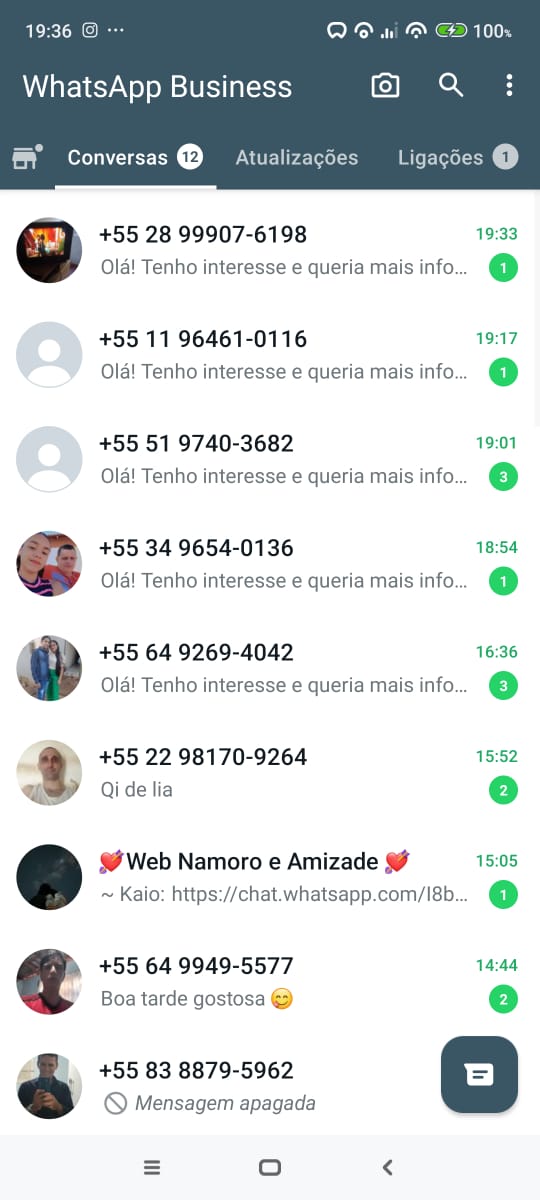 19:36
100%
WhatsApp Business
Conversas 12 Atualizações Ligações 1
+55 28 99907-6198 19:33
Olá! Tenho interesse e queria mais info... 1
+55 11 96461-0116 19:17
Olá! Tenho interesse e queria mais info... 1
+55 51 9740-3682 19:01
Olá! Tenho interesse e queria mais info... 3
+55 34 9654-0136 18:54
Olá! Tenho interesse e queria mais info... 1
+55 64 9269-4042 16:36
Olá! Tenho interesse e queria mais info... 3
+55 22 98170-9264 15:52
Qi de lia 2
💘Web Namoro e Amizade 💘 15:05
~ Kaio: https://chat.whatsapp.com/I8b... 1
+55 64 9949-5577 14:44
Boa tarde gostosa 😋 2
+55 83 8879-5962
Mensagem apagada